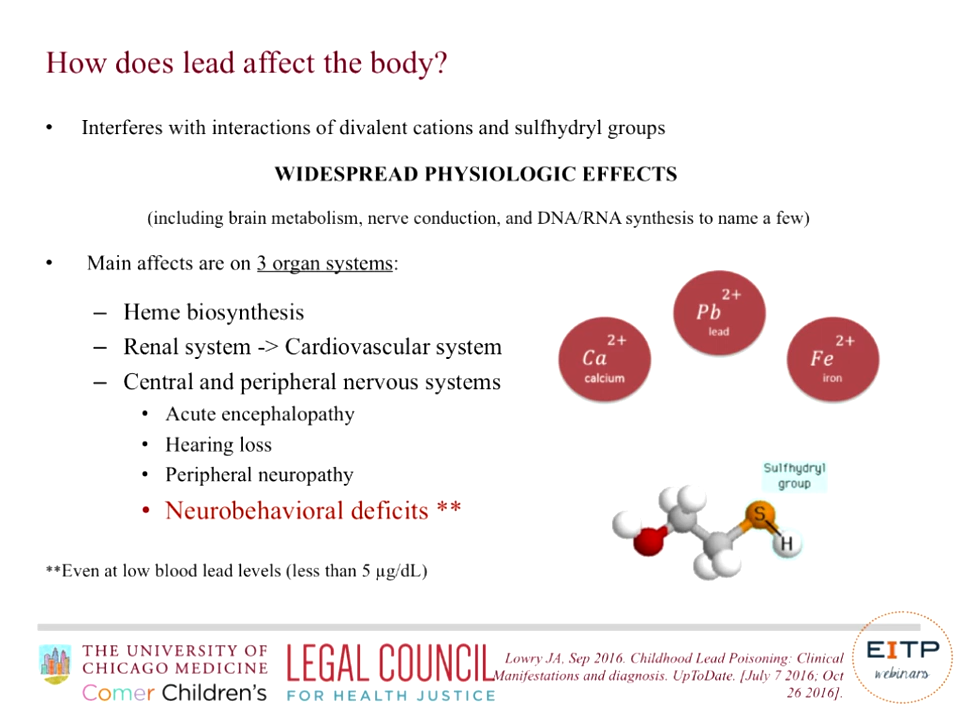 How does lead affect the body?
• Interferes with interactions of divalent cations and sulfhydryl groups
WIDESPREAD PHYSIOLOGIC EFFECTS
(including brain metabolism, nerve conduction, and DNA/RNA synthesis to name a few)
• Main affects are on 3 organ systems:
– Heme biosynthesis
– Renal system -> Cardiovascular system
– Central and peripheral nervous systems
• Acute encephalopathy
• Hearing loss
• Peripheral neuropathy
• Neurobehavioral deficits **
**Even at low blood lead levels (less than 5 µg/dL)
Ca 2+
calcium
Pb 2+
lead
Fe 2+
iron
Sulfhydryl
group
S
H
THE UNIVERSITY OF
CHICAGO MEDICINE
Comer Children's
LEGAL COUNCIL
FOR HEALTH JUSTICE
Lowry JA, Sep 2016. Childhood Lead Poisoning: Clinical
Manifestations and diagnosis. UpToDate. [July 7 2016; Oct
26 2016].
EITP
webinars